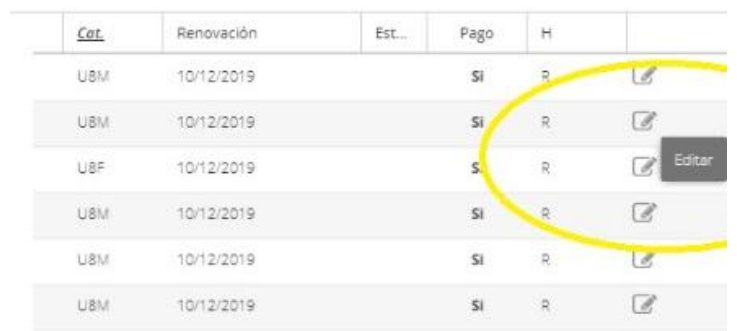 Cat. Renovación Est... Pago H
U8M 10/12/2019 Si R
U8M 10/12/2019 Si R
U8F 10/12/2019 S. R Editar
U8M 10/12/2019 Si R
U8M 10/12/2019 Si R
U8M 10/12/2019 Si R